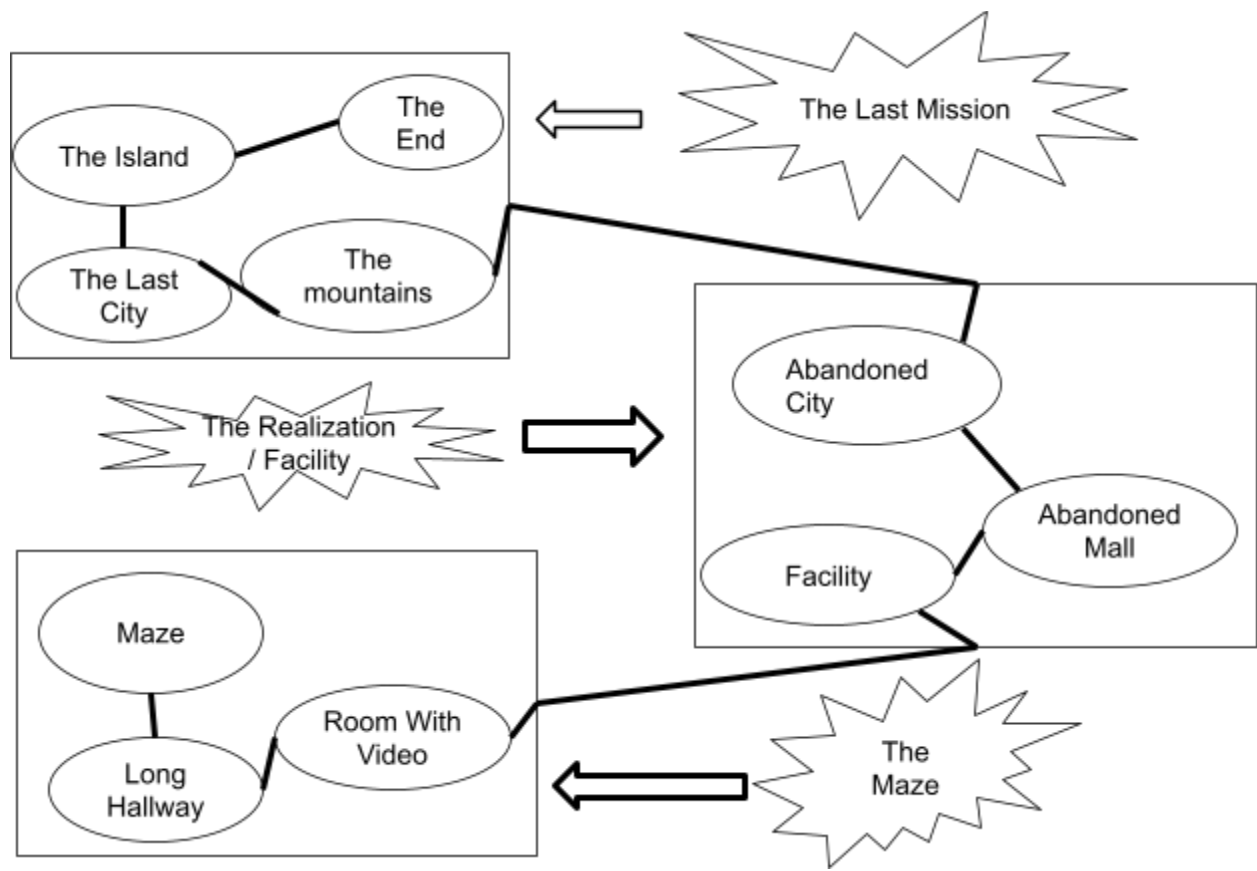 The Last Mission
The
End
The Island
The
mountains
The Last
City
Abandoned
City
The Realization
/ Facility
Abandoned
Mall
Facility
Maze
Room With
Video
Long
Hallway
The
Maze